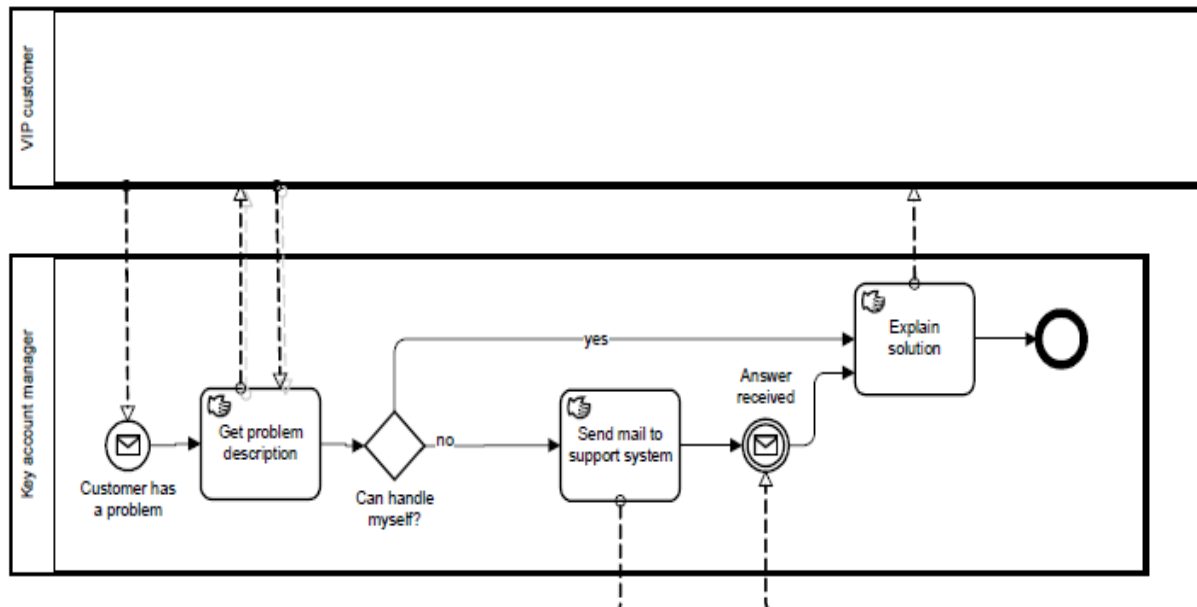 VIP customer
Key account manager
yes
Explain
solution
Answer
received
Get problem
description
no
Send mail to
support system
Customer has
a problem
Can handle
myself?